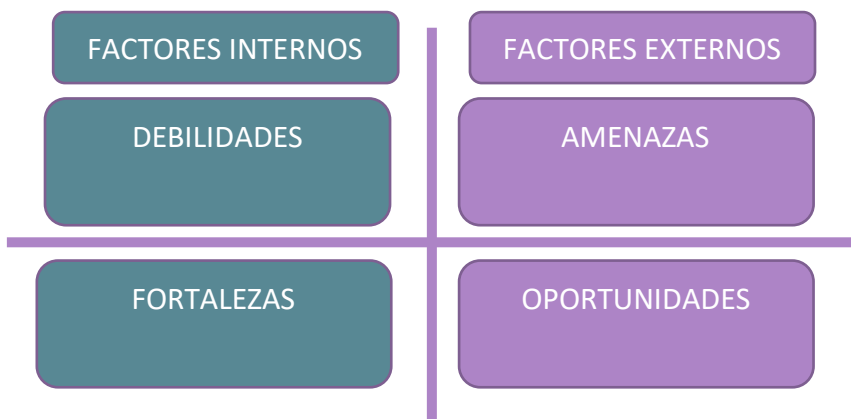 FACTORES INTERNOS
FACTORES EXTERNOS
DEBILIDADES
AMENAZAS
FORTALEZAS
OPORTUNIDADES